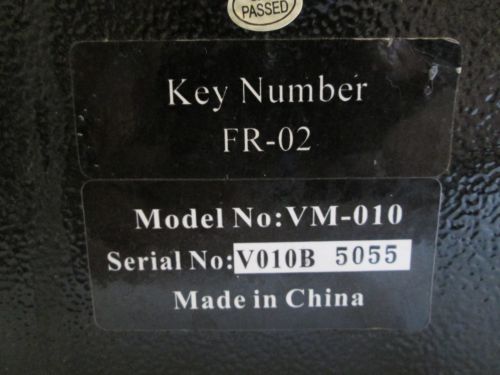 PASSED
Key Number
FR-02
Model No:VM-010
Serial No:V010B 5055
Made in China